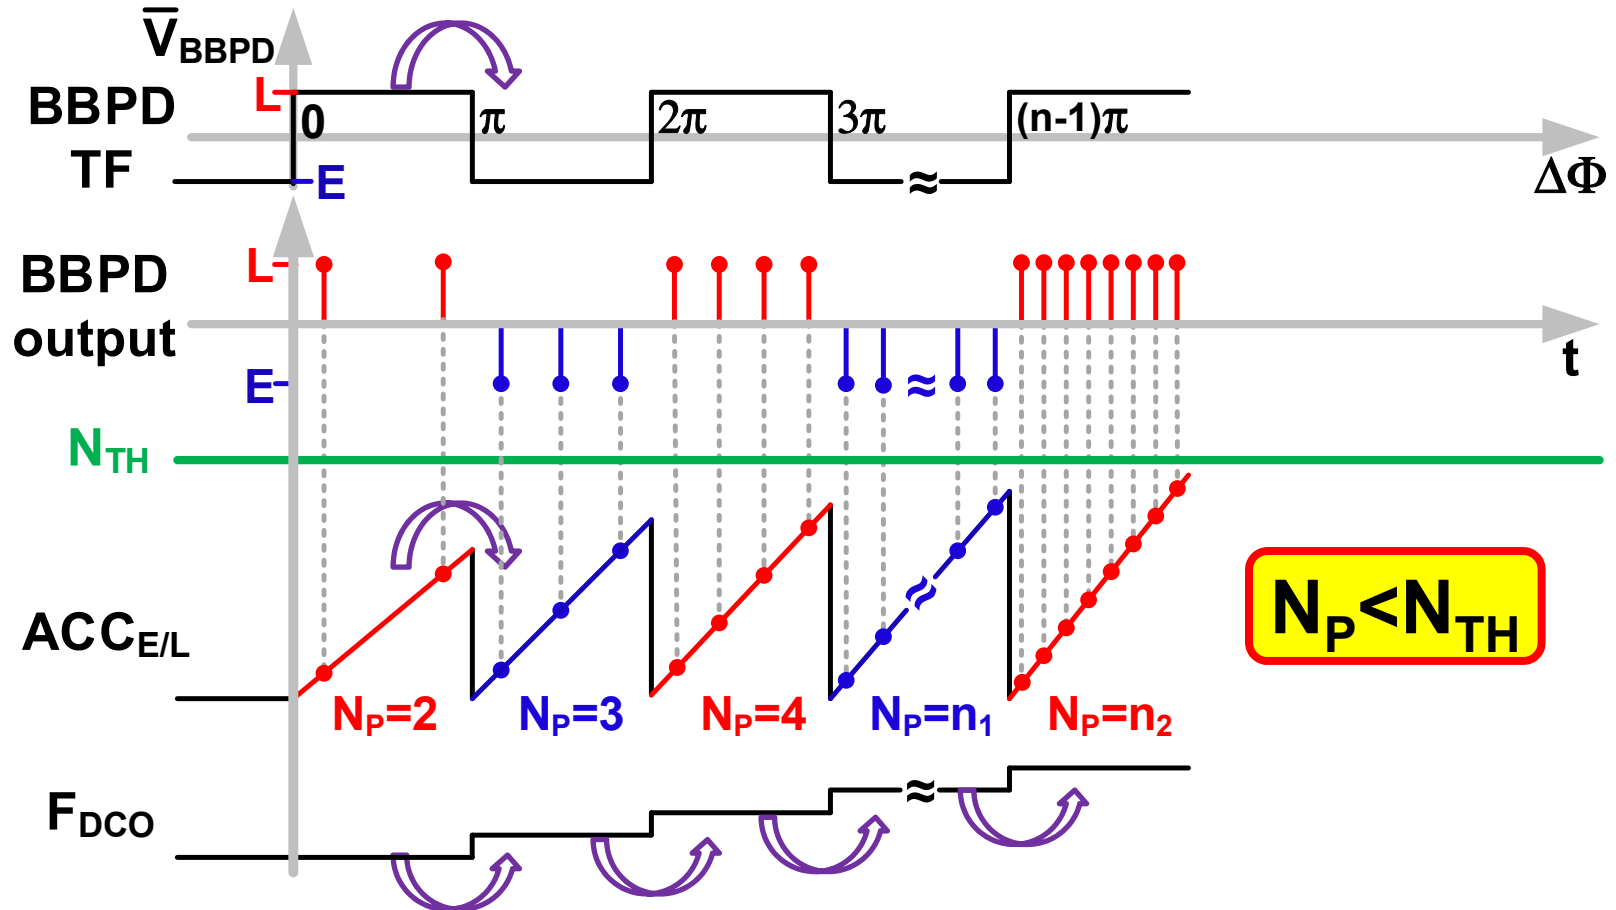 V̅BBPD
BBPD
TF
L
E
0
π
2π
3π
(n-1)π
≈
ΔΦ
BBPD
output
L
E
≈
t
NTH
ACCE/L
NP=2
NP=3
NP=4
NP=n1
NP=n2
NP<NTH
FDCO
≈